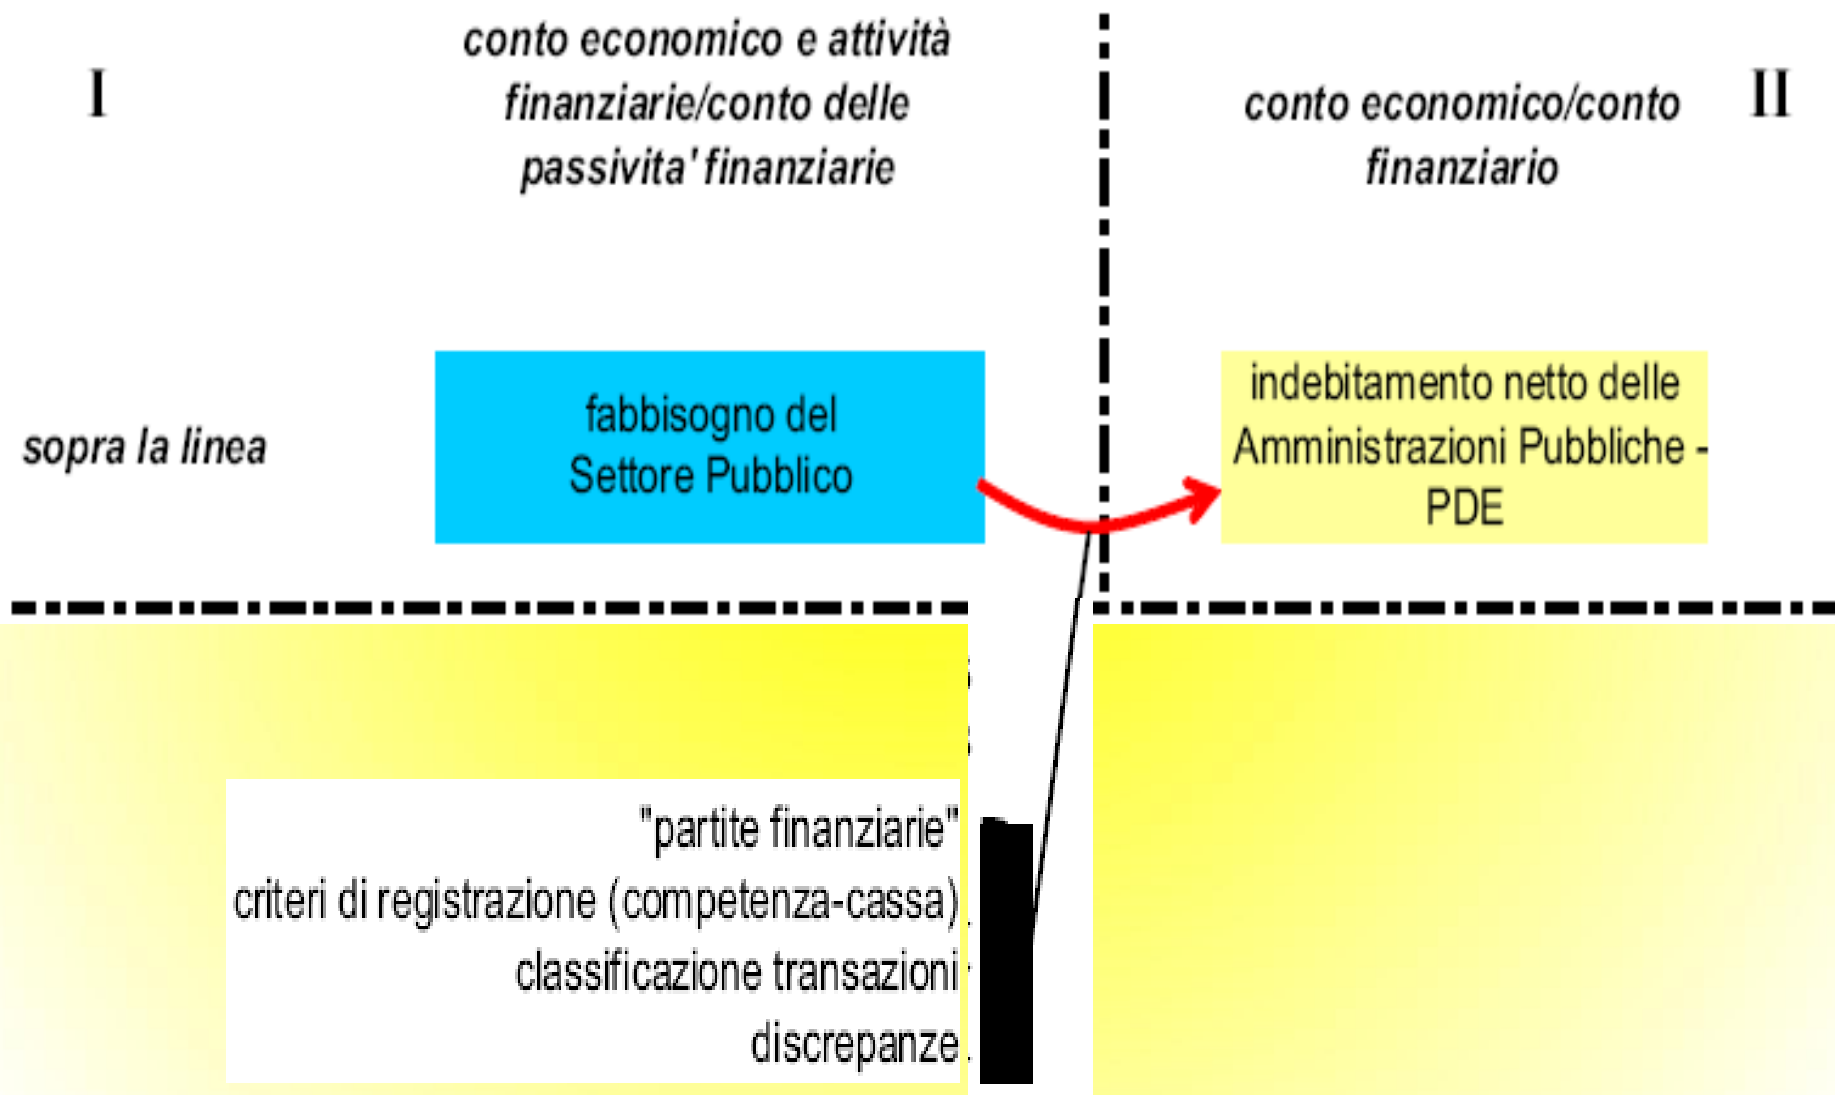 I
conto economico e attività
finanziarie/conto delle
passivita' finanziarie
conto economico/conto
finanziario
II
sopra la linea
fabbisogno del
Settore Pubblico
indebitamento netto delle
Amministrazioni Pubbliche -
PDE
"partite finanziarie"
criteri di registrazione (competenza-cassa)
classificazione transazioni
discrepanze